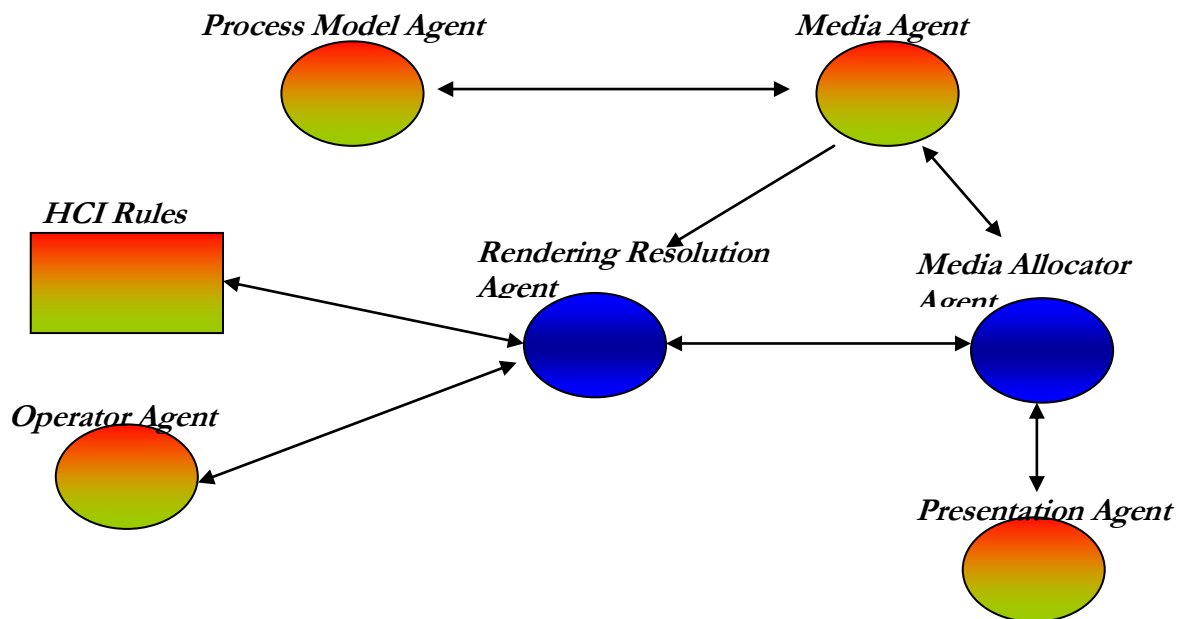 Process Model Agent
Media Agent
HCI Rules
Rendering Resolution
Agent
Media Allocator
Agent
Operator Agent
Presentation Agent